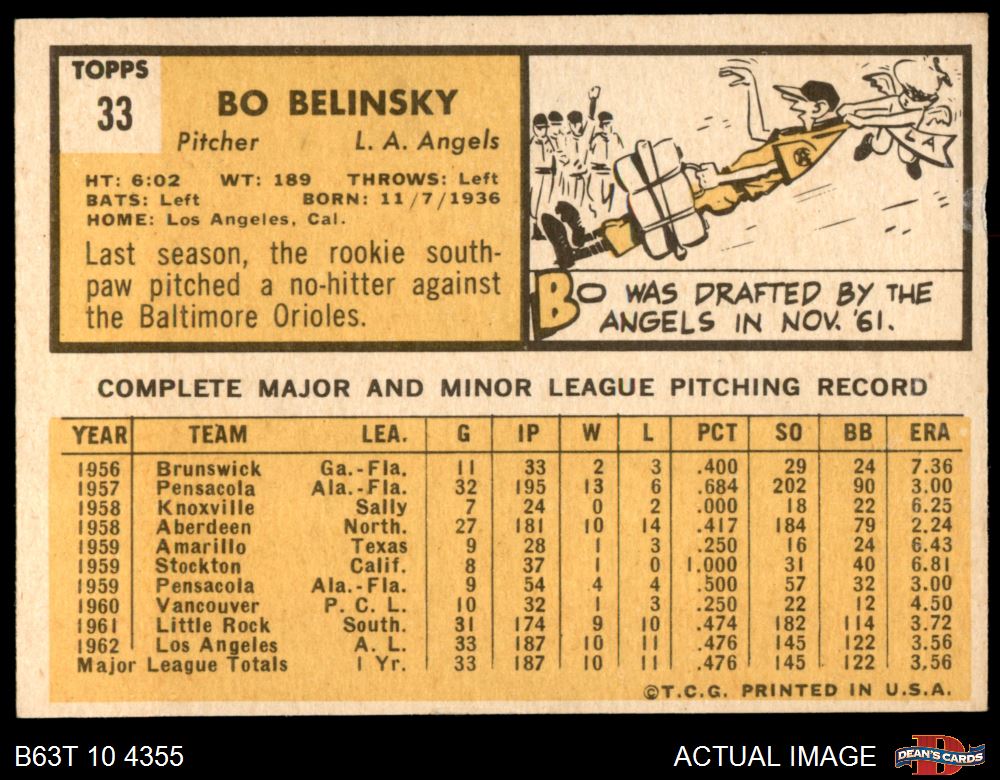 TOPPS
33
BO BELINSKY
Pitcher L. A. Angels
HT: 6:02 WT: 189 THROWS: Left
BATS: Left BORN: 11/7/1936
HOME: Los Angeles, Cal.
Last season, the rookie south-
paw pitched a no-hitter against
the Baltimore Orioles.
A
BO WAS DRAFTED BY THE
ANGELS IN NOV. '61.
COMPLETE MAJOR AND MINOR LEAGUE PITCHING RECORD
YEAR TEAM LEA. G IP W L PCT SO BB ERA
1956 Brunswick Ga.-Fla. 11 33 2 3 .400 29 24 7.36
1957 Pensacola Ala.-Fla. 32 195 13 6 .684 202 90 3.00
1958 Knoxville Sally 7 24 0 2 .000 18 22 6.25
1958 Aberdeen North. 27 181 10 14 .417 184 79 2.24
1959 Amarillo Texas 9 28 1 3 .250 16 24 6.43
1959 Stockton Calif. 8 37 1 0 1.000 31 40 6.81
1959 Pensacola Ala.-Fla. 9 54 4 4 .500 57 32 3.00
1960 Vancouver P. C. L. 10 32 1 3 .250 22 12 4.50
1961 Little Rock South. 31 174 9 10 .474 182 114 3.72
1962 Los Angeles A. L. 33 187 10 11 .476 145 122 3.56
Major League Totals 1 Yr. 33 187 10 11 .476 145 122 3.56
©T.C.G. PRINTED IN U.S.A.
B63T 10 4355 ACTUAL IMAGE
D
DEAN'S CARDS